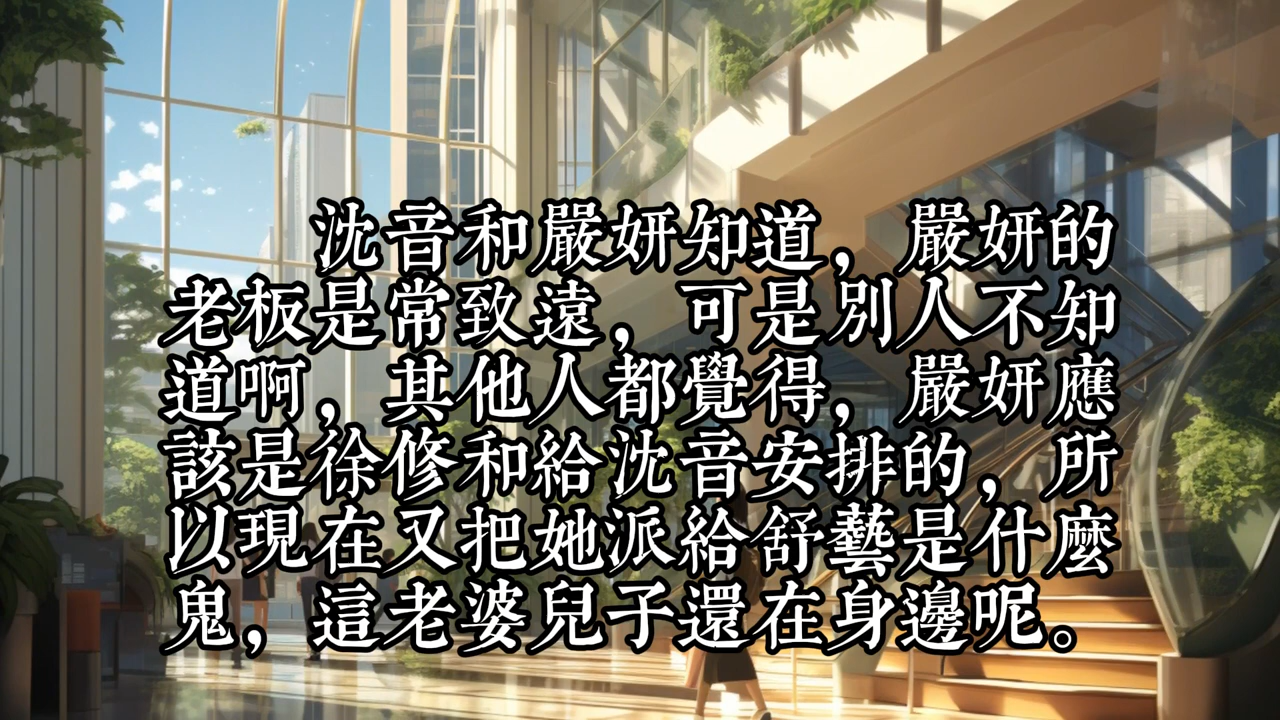 沈音和嚴妍知道，嚴妍的
老板是常致遠，可是別人不知
道啊，其他人都覺得，嚴妍應
該是徐修和給沈音安排的，所
以現在又把她派給舒藝是什麼
鬼，這老婆兒子還在身邊呢。